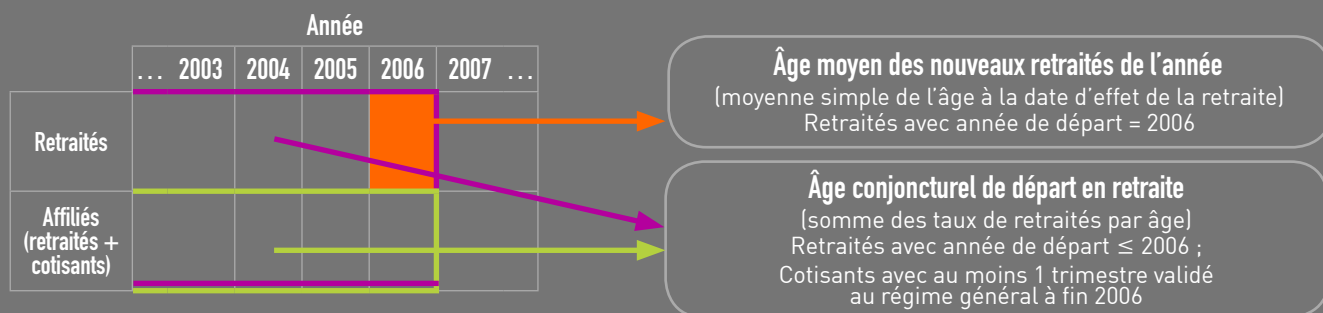 Année
... 2003 2004 2005 2006 2007 ...
Retraités
Affiliés
(retraités +
cotisants)
Âge moyen des nouveaux retraités de l’année
(moyenne simple de l’âge à la date d’effet de la retraite)
Retraités avec année de départ = 2006
Âge conjoncturel de départ en retraite
(somme des taux de retraités par âge)
Retraités avec année de départ ≤ 2006 ;
Cotisants avec au moins 1 trimestre validé
au régime général à fin 2006